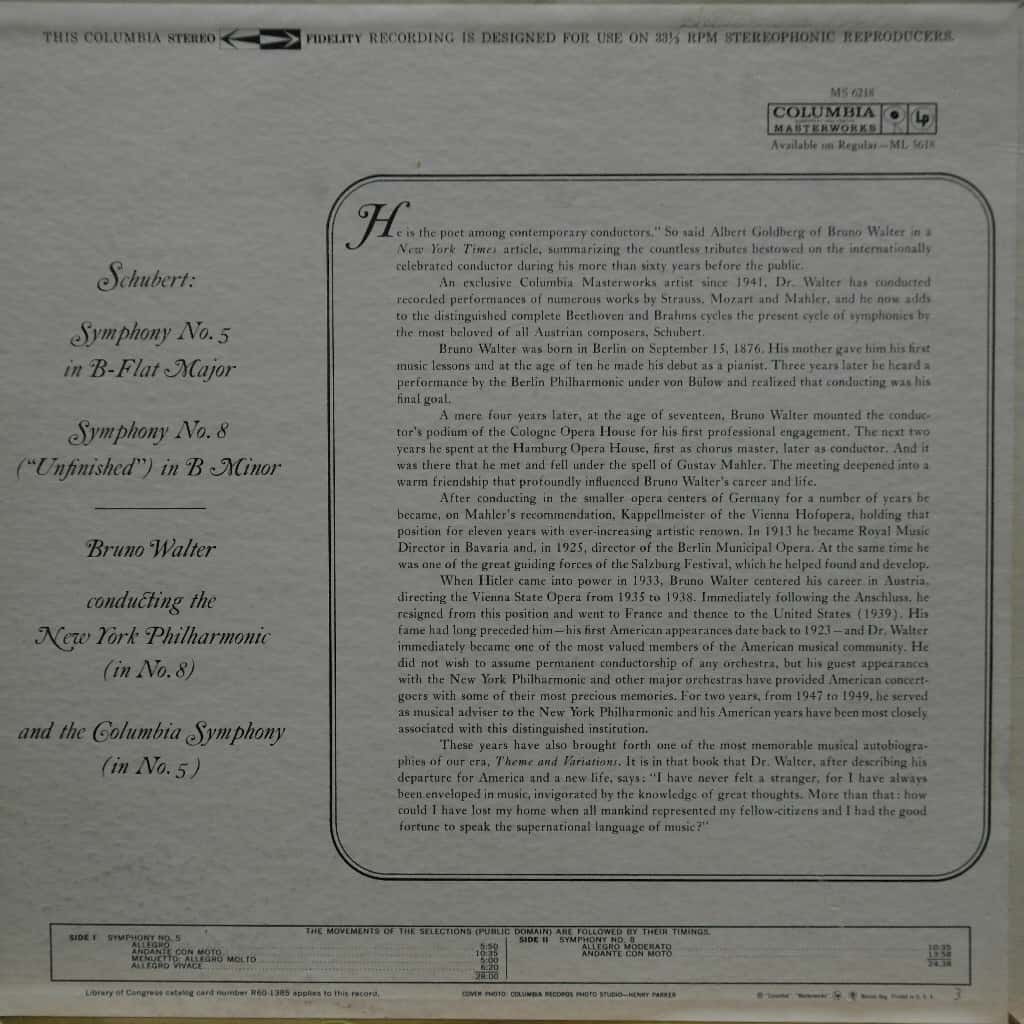 THIS COLUMBIA STEREO FIDELITY RECORDING IS DESIGNED FOR USE ON 33⅓ RPM STEREOPHONIC REPRODUCERS.
MS 6218
COLUMBIA
MASTERWORKS
Lp
Available on Regular—ML 5618
Schubert:
Symphony No. 5
in B-Flat Major
Symphony No. 8
("Unfinished") in B Minor
Bruno Walter
conducting the
New York Philharmonic
(in No. 8)
and the Columbia Symphony
(in No. 5)
He is the poet among contemporary conductors." So said Albert Goldberg of Bruno Walter in a
New York Times article, summarizing the countless tributes bestowed on the internationally
celebrated conductor during his more than sixty years before the public.
An exclusive Columbia Masterworks artist since 1941, Dr. Walter has conducted
recorded performances of numerous works by Strauss, Mozart and Mahler, and he now adds
to the distinguished complete Beethoven and Brahms cycles the present cycle of symphonies by
the most beloved of all Austrian composers, Schubert.
Bruno Walter was born in Berlin on September 15, 1876. His mother gave him his first
music lessons and at the age of ten he made his debut as a pianist. Three years later he heard a
performance by the Berlin Philharmonic under von Bülow and realized that conducting was his
final goal.
A mere four years later, at the age of seventeen, Bruno Walter mounted the conduc-
tor's podium of the Cologne Opera House for his first professional engagement. The next two
years he spent at the Hamburg Opera House, first as chorus master, later as conductor. And it
was there that he met and fell under the spell of Gustav Mahler. The meeting deepened into a
warm friendship that profoundly influenced Bruno Walter's career and life.
After conducting in the smaller opera centers of Germany for a number of years he
became, on Mahler's recommendation, Kappellmeister of the Vienna Hofopera, holding that
position for eleven years with ever-increasing artistic renown. In 1913 he became Royal Music
Director in Bavaria and, in 1925, director of the Berlin Municipal Opera. At the same time he
was one of the great guiding forces of the Salzburg Festival, which he helped found and develop.
When Hitler came into power in 1933, Bruno Walter centered his career in Austria,
directing the Vienna State Opera from 1935 to 1938. Immediately following the Anschluss, he
resigned from this position and went to France and thence to the United States (1939). His
fame had long preceded him—his first American appearances date back to 1923—and Dr. Walter
immediately became one of the most valued members of the American musical community. He
did not wish to assume permanent conductorship of any orchestra, but his guest appearances
with the New York Philharmonic and other major orchestras have provided American concert-
goers with some of their most precious memories. For two years, from 1947 to 1949, he served
as musical adviser to the New York Philharmonic and his American years have been most closely
associated with this distinguished institution.
These years have also brought forth one of the most memorable musical autobiogra-
phies of our era, Theme and Variations. It is in that book that Dr. Walter, after describing his
departure for America and a new life, says: "I have never felt a stranger, for I have always
been enveloped in music, invigorated by the knowledge of great thoughts. More than that: how
could I have lost my home when all mankind represented my fellow-citizens and I had the good
fortune to speak the supernational language of music?"
THE MOVEMENTS OF THE SELECTIONS (PUBLIC DOMAIN) ARE FOLLOWED BY THEIR TIMINGS.
SIDE I SYMPHONY NO. 5
ALLEGRO 5:50
ANDANTE CON MOTO 10:35
MENUETTO: ALLEGRO MOLTO 5:00
ALLEGRO VIVACE 6:20
28:00
SIDE II SYMPHONY NO. 8
ALLEGRO MODERATO 10:35
ANDANTE CON MOTO 13:58
24:38
Library of Congress catalog card number R60-1385 applies to this record.
COVER PHOTO: COLUMBIA RECORDS PHOTO STUDIO—HENRY PARKER
® "Columbia" "Masterworks" Marcas Reg. Printed in U. S. A.
3